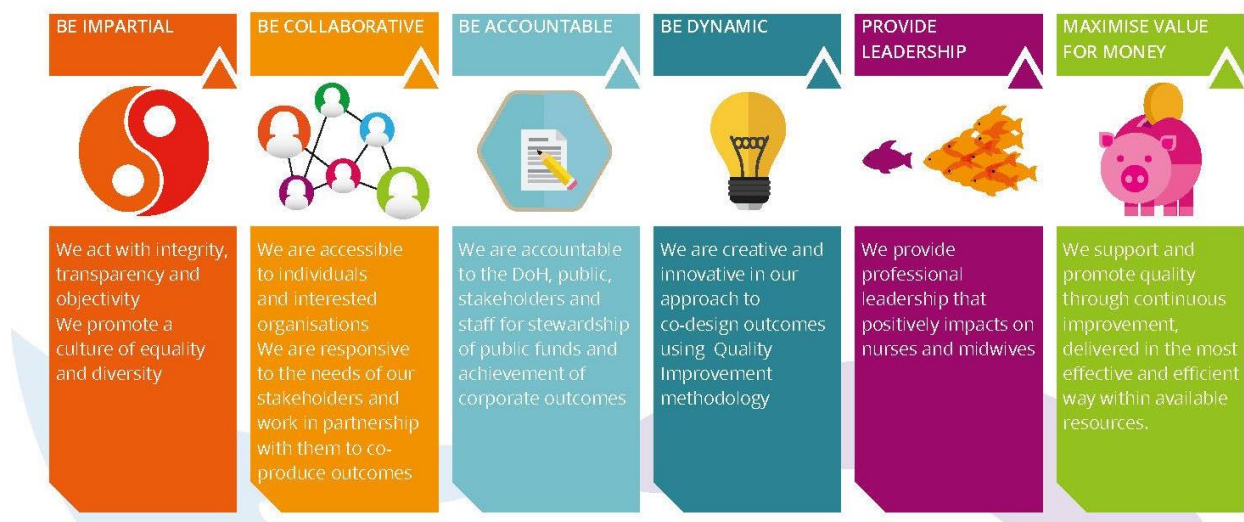 BE IMPARTIAL
We act with integrity,
transparency and
objectivity
We promote a
culture of equality
and diversity
BE COLLABORATIVE
We are accessible
to individuals
and interested
organisations
We are responsive
to the needs of our
stakeholders and
work in partnership
with them to co-
produce outcomes
BE ACCOUNTABLE
We are accountable
to the DoH, public,
stakeholders and
staff for stewardship
of public funds and
achievement of
corporate outcomes
BE DYNAMIC
We are creative and
innovative in our
approach to
co-design outcomes
using Quality
Improvement
methodology
PROVIDE
LEADERSHIP
We provide
professional
leadership that
positively impacts on
nurses and midwives
MAXIMISE VALUE
FOR MONEY
We support and
promote quality
through continuous
improvement,
delivered in the most
effective and efficient
way within available
resources.